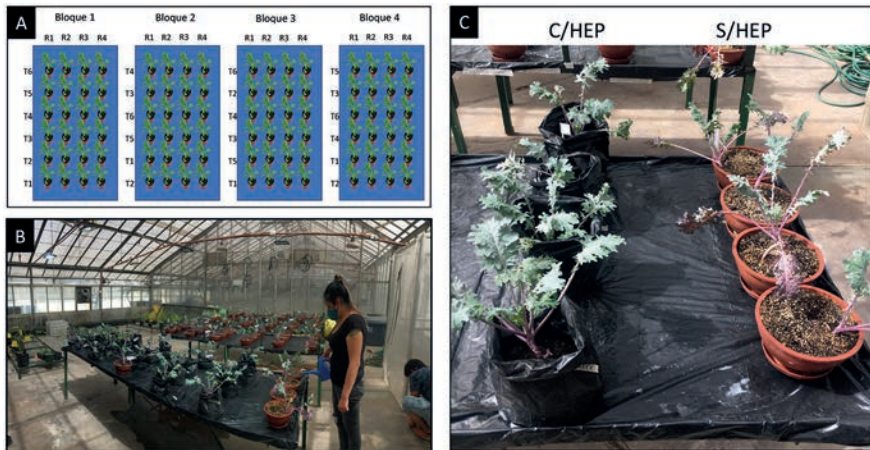 A
Bloque 1 Bloque 2 Bloque 3 Bloque 4
R1 R2 R3 R4 R1 R2 R3 R4 R1 R2 R3 R4 R1 R2 R3 R4
T6 T4 T6 T5
T5 T3 T2 T3
T4 T6 T3 T6
T3 T5 T4 T4
T2 T1 T5 T1
T1 T2 T1 T2
B
C
C/HEP S/HEP